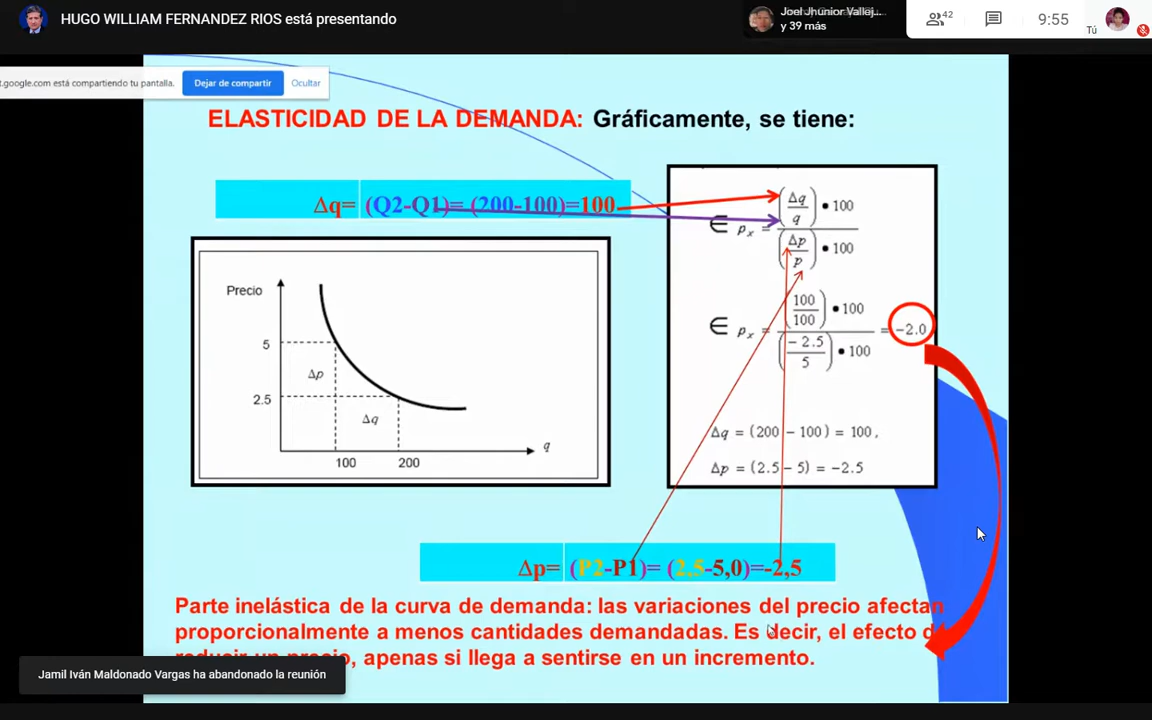 HUGO WILLIAM FERNANDEZ RIOS está presentando
Joel Jhúnior Vallej...
y 39 más
42
9:55
Tú
t.google.com está compartiendo tu pantalla.
Dejar de compartir
Ocultar
ELASTICIDAD DE LA DEMANDA: Gráficamente, se tiene:
Δq= (Q2-Q1)= (200-100)=100
Precio
5
Δp
2.5
Δq
q
100 200
∈ pₓ = (Δq/q) • 100 / (Δp/p) • 100
∈ pₓ = (100/100) • 100 / (-2.5/5) • 100 = -2.0
Δq = (200 - 100) = 100,
Δp = (2.5 - 5) = -2.5
Δp= (P2-P1)= (2,5-5,0)=-2,5
Parte inelástica de la curva de demanda: las variaciones del precio afectan
proporcionalmente a menos cantidades demandadas. Es decir, el efecto
reducir un precio, apenas si llega a sentirse en un incremento.
Jamil Iván Maldonado Vargas ha abandonado la reunión